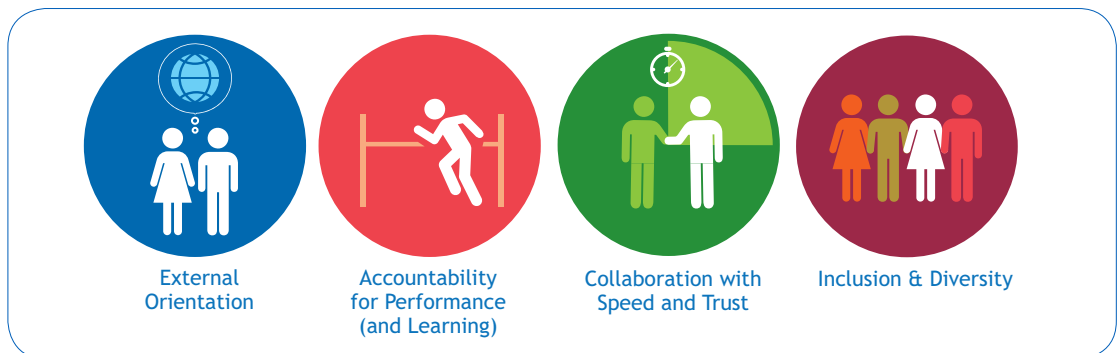 External
Orientation
Accountability
for Performance
(and Learning)
Collaboration with
Speed and Trust
Inclusion & Diversity